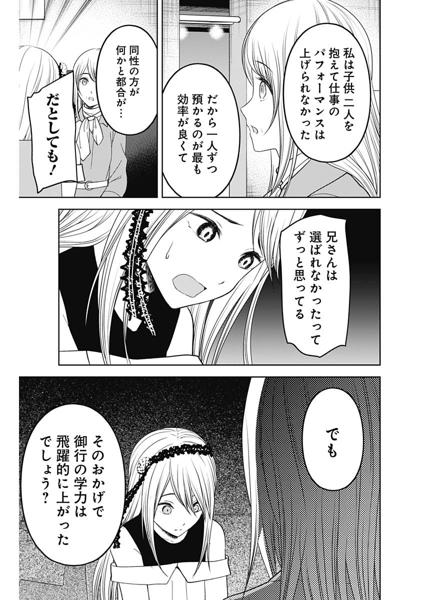 私は子供二人を
抱えて仕事の
パフォーマンスは
上げられなかった
だから一人ずつ
預かるのが最も
効率が良くて
同性の方が
何かと都合が…
だとしても！
兄さんは
選ばれなかったって
ずっと思ってる
でも
そのおかげで
御行の学力は
飛躍的に上がった
でしょう？